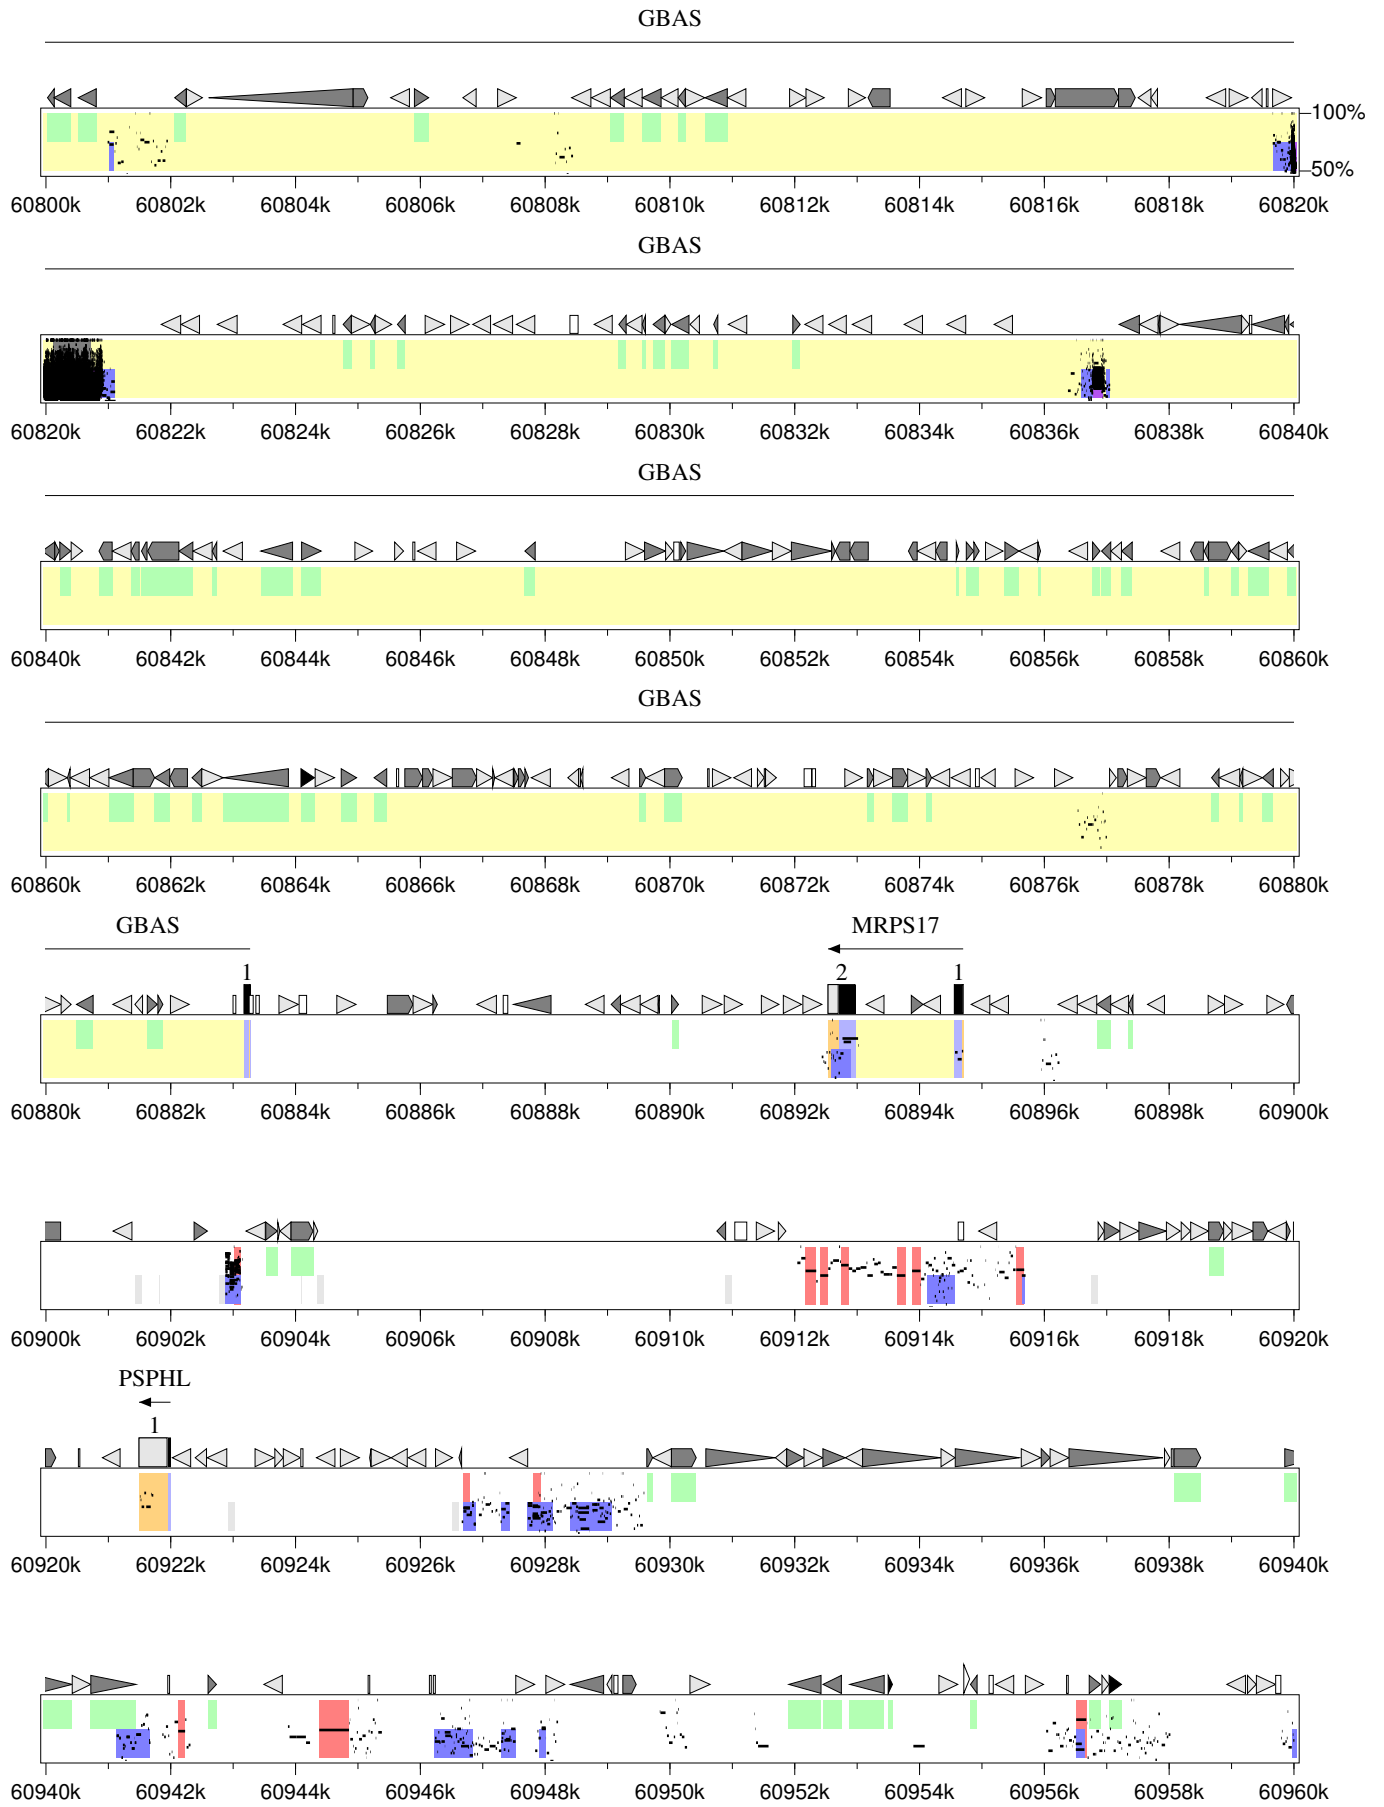 GBAS
100%
50%
60800k 60802k 60804k 60806k 60808k 60810k 60812k 60814k 60816k 60818k 60820k
GBAS
60820k 60822k 60824k 60826k 60828k 60830k 60832k 60834k 60836k 60838k 60840k
GBAS
60840k 60842k 60844k 60846k 60848k 60850k 60852k 60854k 60856k 60858k 60860k
GBAS
60860k 60862k 60864k 60866k 60868k 60870k 60872k 60874k 60876k 60878k 60880k
GBAS MRPS17
1 2 1
60880k 60882k 60884k 60886k 60888k 60890k 60892k 60894k 60896k 60898k 60900k
60900k 60902k 60904k 60906k 60908k 60910k 60912k 60914k 60916k 60918k 60920k
PSPHL
1
60920k 60922k 60924k 60926k 60928k 60930k 60932k 60934k 60936k 60938k 60940k
60940k 60942k 60944k 60946k 60948k 60950k 60952k 60954k 60956k 60958k 60960k